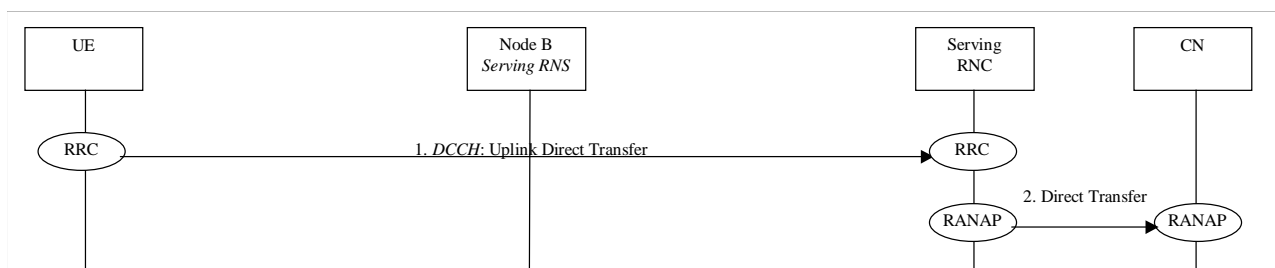 UE
Node B
Serving RNS
Serving
RNC
CN
RRC
1. DCCH: Uplink Direct Transfer
RRC
2. Direct Transfer
RANAP
RANAP